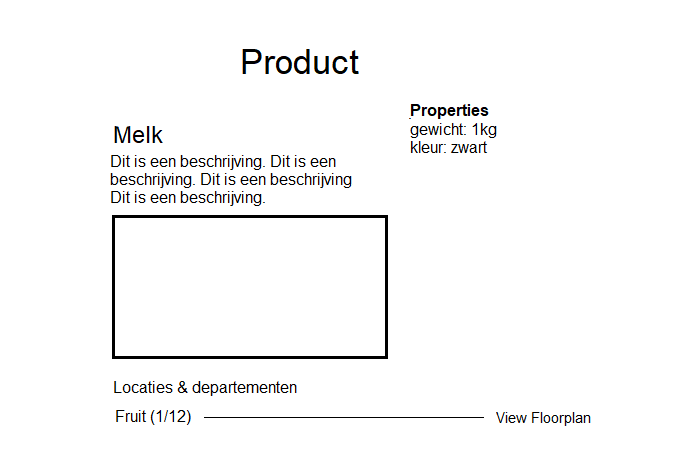 Product
Melk
Dit is een beschrijving. Dit is een
beschrijving. Dit is een beschrijving
Dit is een beschrijving.
Properties
gewicht: 1kg
kleur: zwart
Locaties & departementen
Fruit (1/12)
View Floorplan